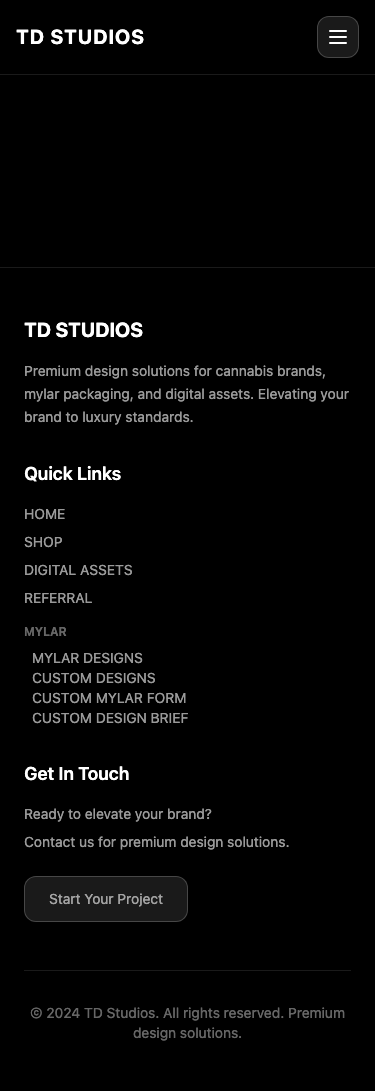 TD STUDIOS
TD STUDIOS
Premium design solutions for cannabis brands,
mylar packaging, and digital assets. Elevating your
brand to luxury standards.
Quick Links
HOME
SHOP
DIGITAL ASSETS
REFERRAL
MYLAR
MYLAR DESIGNS
CUSTOM DESIGNS
CUSTOM MYLAR FORM
CUSTOM DESIGN BRIEF
Get In Touch
Ready to elevate your brand?
Contact us for premium design solutions.
Start Your Project
© 2024 TD Studios. All rights reserved. Premium
design solutions.